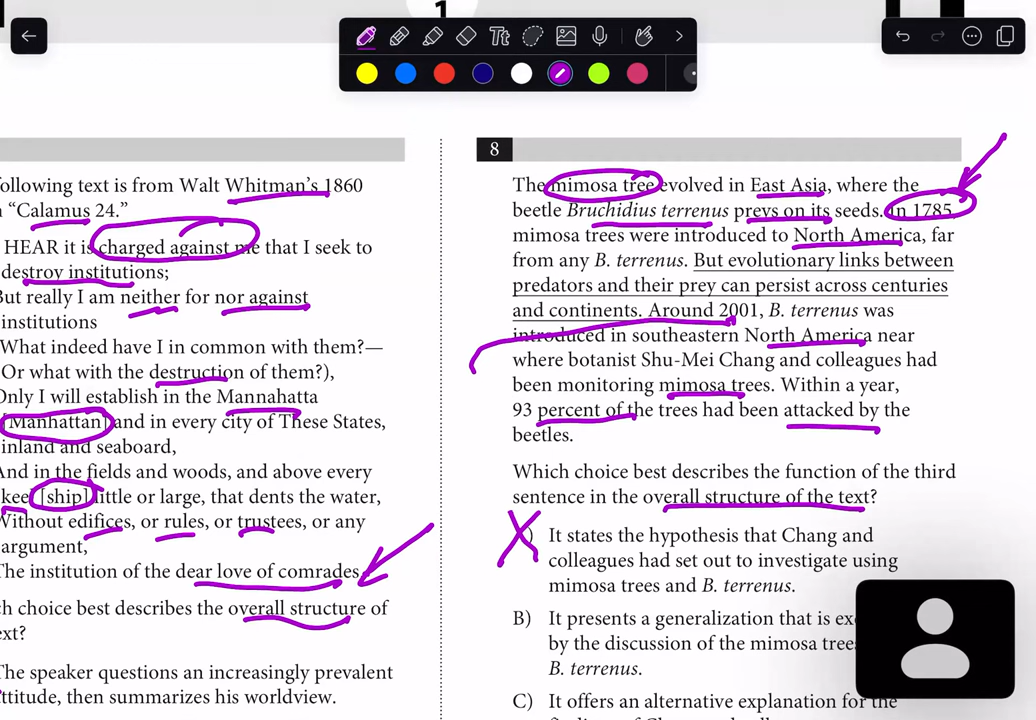 1
Tt
following text is from Walt Whitman's 1860
"Calamus 24."
HEAR it is charged against me that I seek to
destroy institutions;
But really I am neither for nor against
institutions
What indeed have I in common with them?—
Or what with the destruction of them?),
Only I will establish in the Mannahatta
[Manhattan] and in every city of These States,
inland and seaboard,
And in the fields and woods, and above every
keel [ship] little or large, that dents the water,
Without edifices, or rules, or trustees, or any
argument,
The institution of the dear love of comrades.
ch choice best describes the overall structure of
ext?
The speaker questions an increasingly prevalent
attitude, then summarizes his worldview.
8
The mimosa tree evolved in East Asia, where the
beetle Bruchidius terrenus preys on its seeds. In 1785,
mimosa trees were introduced to North America, far
from any B. terrenus. But evolutionary links between
predators and their prey can persist across centuries
and continents. Around 2001, B. terrenus was
introduced in southeastern North America near
where botanist Shu-Mei Chang and colleagues had
been monitoring mimosa trees. Within a year,
93 percent of the trees had been attacked by the
beetles.
Which choice best describes the function of the third
sentence in the overall structure of the text?
It states the hypothesis that Chang and
colleagues had set out to investigate using
mimosa trees and B. terrenus.
B) It presents a generalization that is ex
by the discussion of the mimosa trees
B. terrenus.
C) It offers an alternative explanation for the